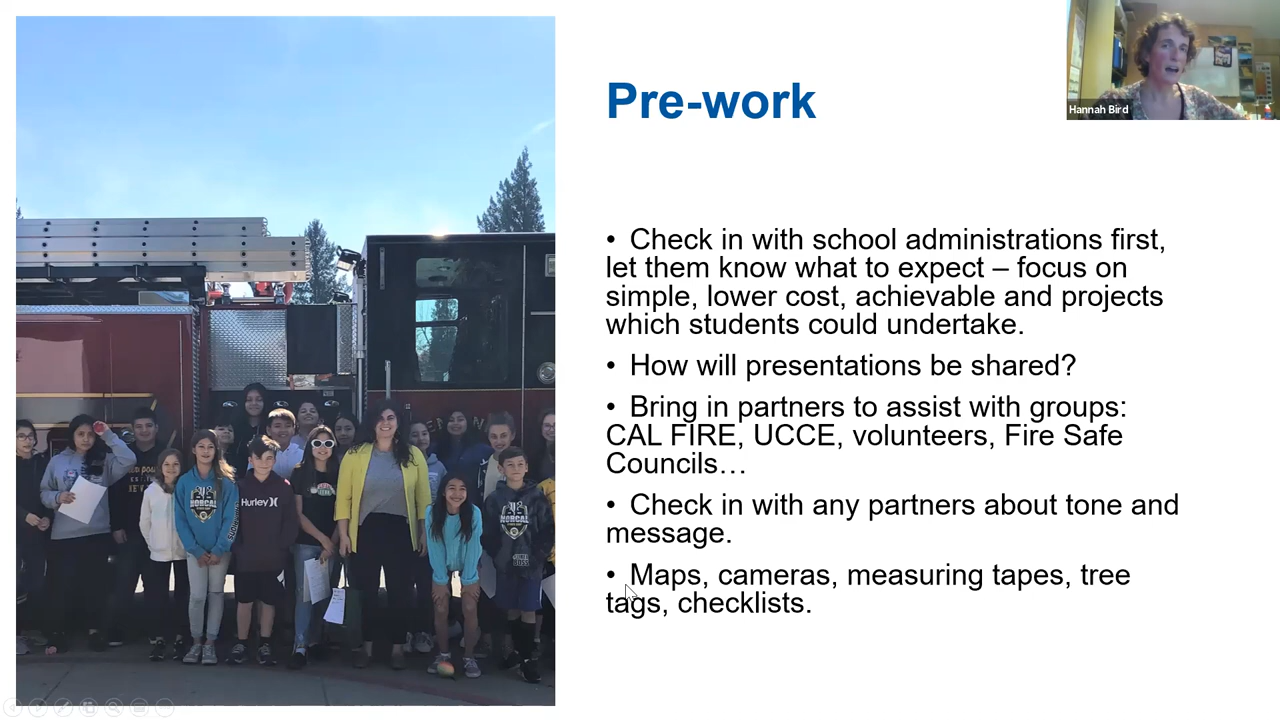 Pre-work
Hannah Bird
• Check in with school administrations first,
let them know what to expect – focus on
simple, lower cost, achievable and projects
which students could undertake.
• How will presentations be shared?
• Bring in partners to assist with groups:
CAL FIRE, UCCE, volunteers, Fire Safe
Councils…
• Check in with any partners about tone and
message.
• Maps, cameras, measuring tapes, tree
tags, checklists.
Hurley
NORCAL
NORCAL